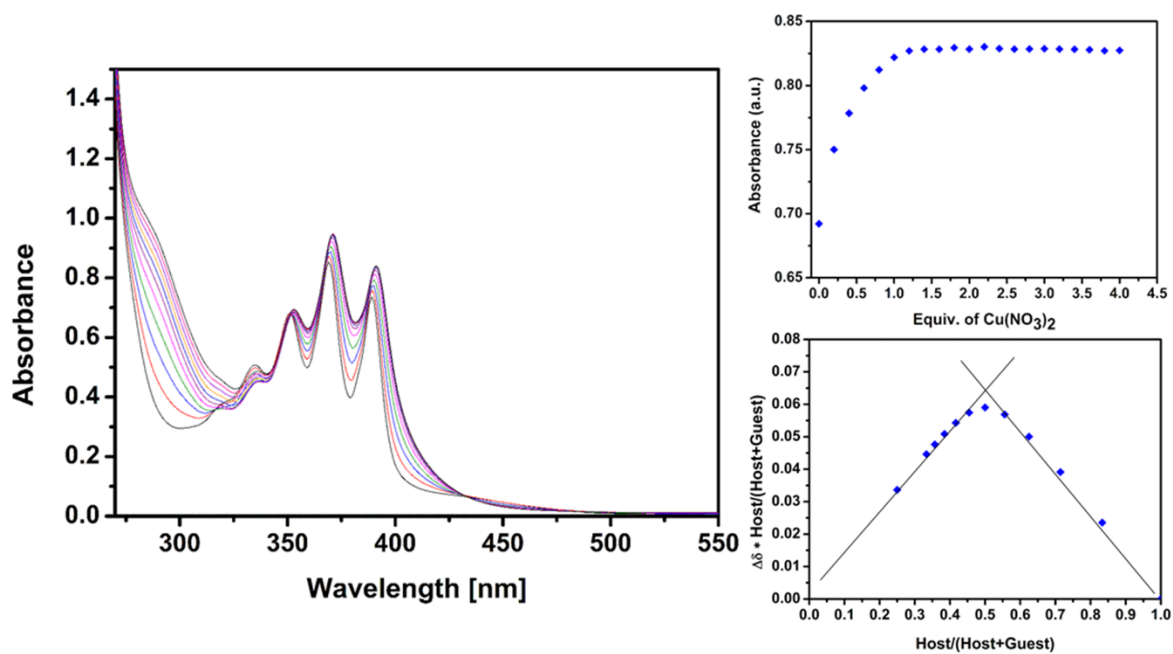 1.4
1.2
1.0
0.8
0.6
0.4
0.2
0.0
Absorbance
300 350 400 450 500 550
Wavelength [nm]
0.85
0.80
0.75
0.70
0.65
Absorbance (a.u.)
0.0 0.5 1.0 1.5 2.0 2.5 3.0 3.5 4.0 4.5
Equiv. of Cu(NO3)2
0.08
0.07
0.06
0.05
0.04
0.03
0.02
0.01
0.00
Δδ * Host/(Host+Guest)
0.0 0.1 0.2 0.3 0.4 0.5 0.6 0.7 0.8 0.9 1.0
Host/(Host+Guest)